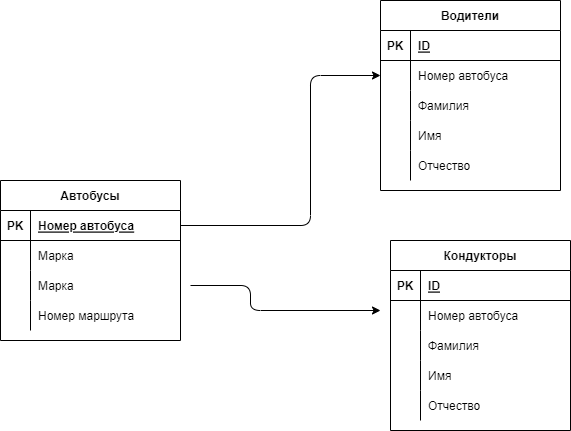 Водители
PK ID
Номер автобуса
Фамилия
Имя
Отчество
Автобусы
PK Номер автобуса
Марка
Марка
Номер маршрута
Кондукторы
PK ID
Номер автобуса
Фамилия
Имя
Отчество